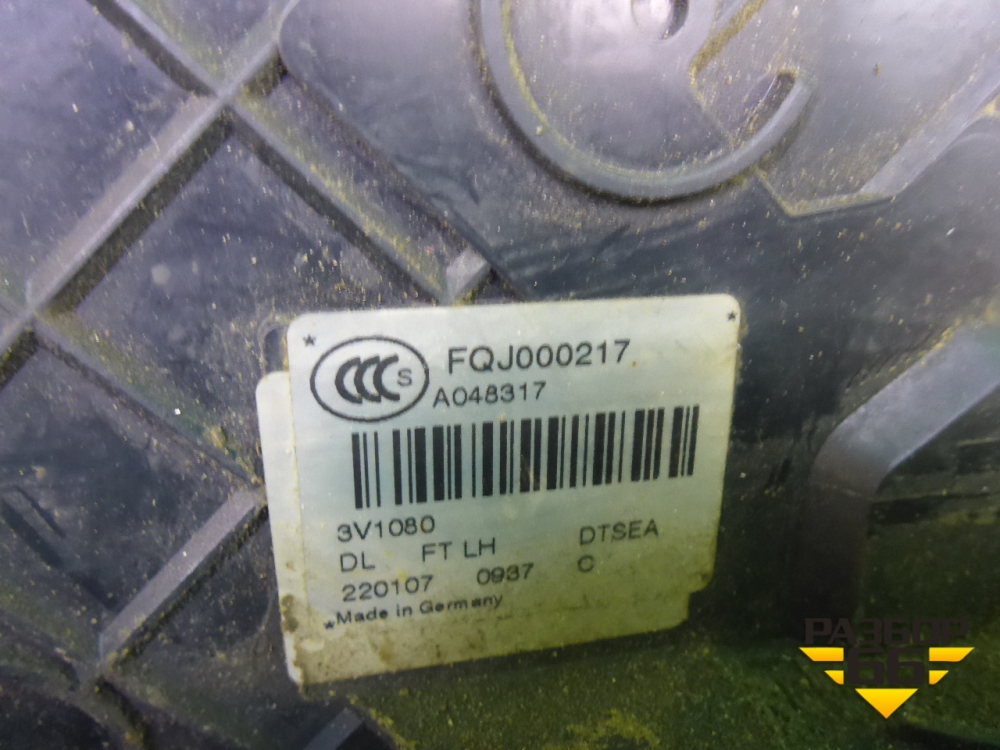 * *
CCC S FQJ000217
A048317
3V1080
DL FT LH DTSEA
220107 0937 C
*Made in Germany
РАЗБОР
66